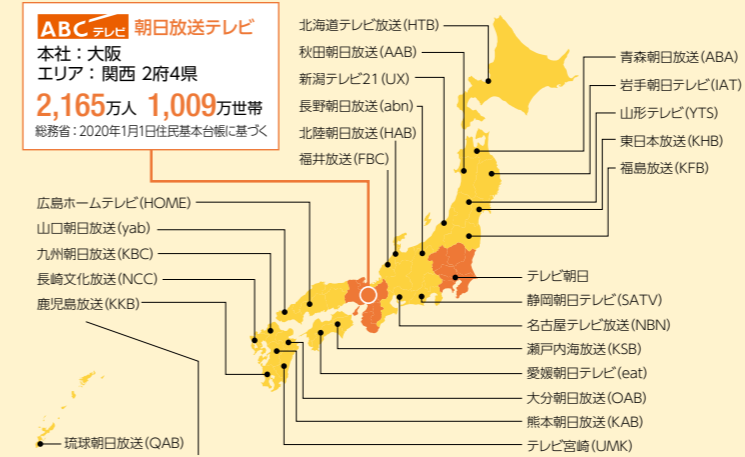 ABCテレビ 朝日放送テレビ
本社：大阪
エリア：関西 2府4県
2,165万人 1,009万世帯
総務省：2020年1月1日住民基本台帳に基づく
北海道テレビ放送(HTB)
秋田朝日放送(AAB)
新潟テレビ21(UX)
長野朝日放送(abn)
北陸朝日放送(HAB)
福井放送(FBC)
青森朝日放送(ABA)
岩手朝日テレビ(IAT)
山形テレビ(YTS)
東日本放送(KHB)
福島放送(KFB)
広島ホームテレビ(HOME)
山口朝日放送(yab)
九州朝日放送(KBC)
長崎文化放送(NCC)
鹿児島放送(KKB)
テレビ朝日
静岡朝日テレビ(SATV)
名古屋テレビ放送(NBN)
瀬戸内海放送(KSB)
愛媛朝日テレビ(eat)
大分朝日放送(OAB)
熊本朝日放送(KAB)
テレビ宮崎(UMK)
琉球朝日放送(QAB)